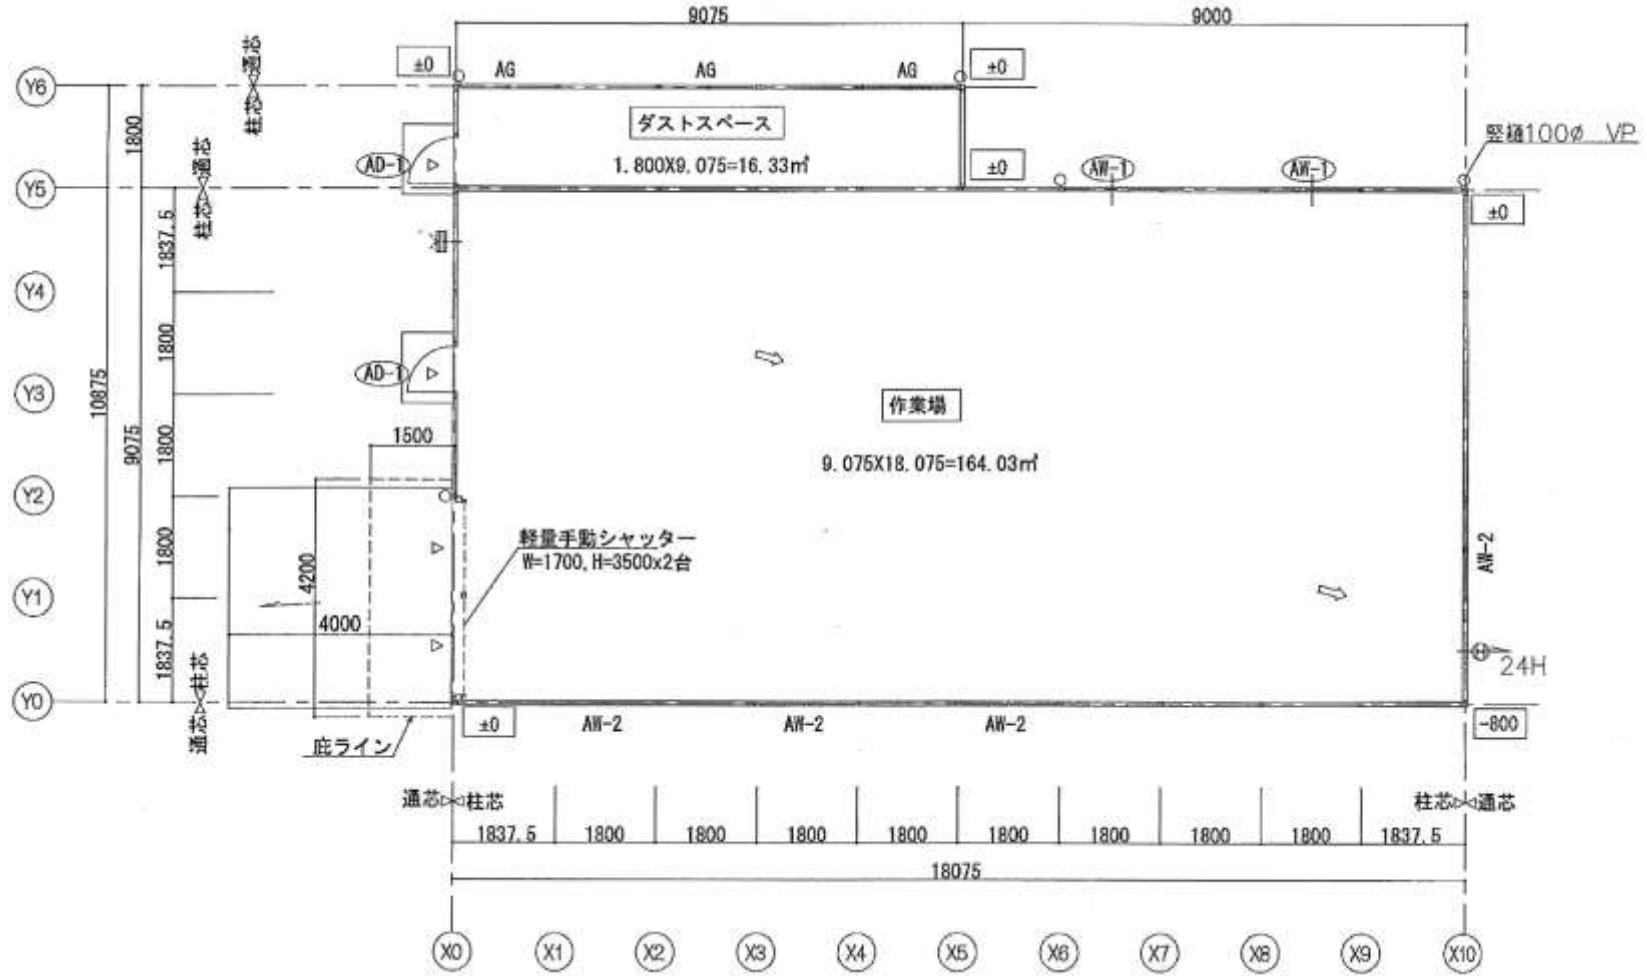 9075
9000
±0
AG
AG
AG
±0
Y6
通芯
柱芯
1800
ダストスペース
1.800X9.075=16.33㎡
AD-1
±0
AW-1
AW-1
竪樋100φ VP
Y5
通芯
柱芯
±0
1837.5
Y4
1800
AD-1
Y3
10875
9075
作業場
9.075X18.075=164.03㎡
1800
1500
Y2
軽量手動シャッター
W=1700,H=3500x2台
1800
4200
AW-2
Y1
4000
1837.5
H
24H
Y0
柱芯
通芯
庇ライン
±0
AW-2
AW-2
AW-2
-800
通芯
柱芯
柱芯
通芯
1837.5
1800
1800
1800
1800
1800
1800
1800
1800
1837.5
18075
X0
X1
X2
X3
X4
X5
X6
X7
X8
X9
X10